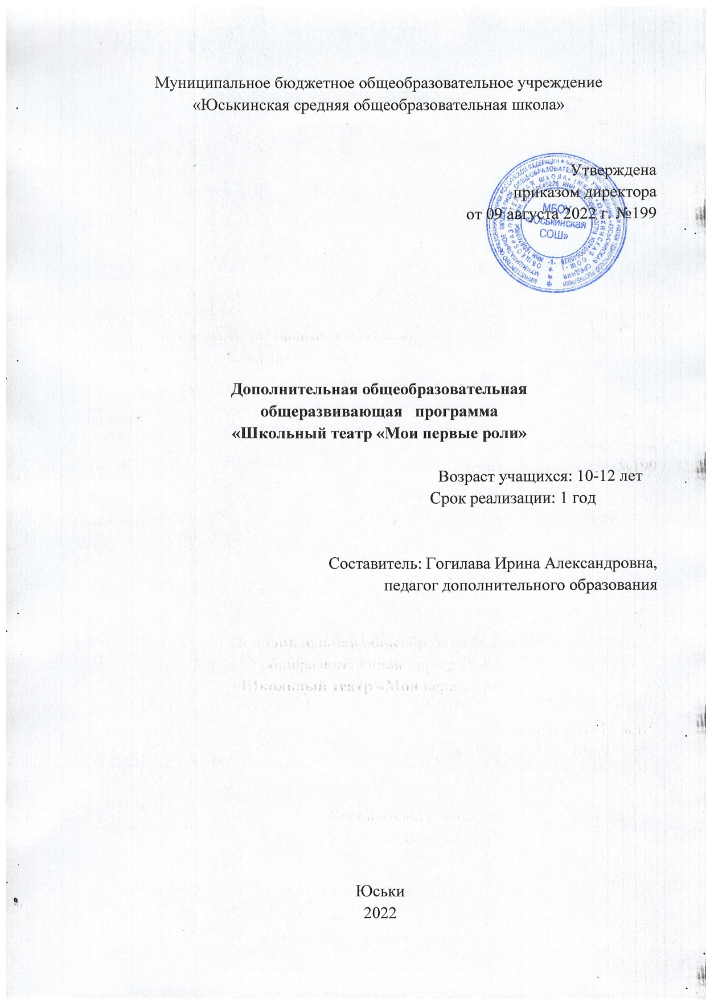 Муниципальное бюджетное общеобразовательное учреждение
«Юськинская средняя общеобразовательная школа»
Утверждена
приказом директора
от 09 августа 2022 г. №199
МБОУ
«Юськинская
СОШ»
Дополнительная общеобразовательная
общеразвивающая программа
«Школьный театр «Мои первые роли»
Возраст учащихся: 10-12 лет
Срок реализации: 1 год
Составитель: Гогилава Ирина Александровна,
педагог дополнительного образования
Юськи
2022